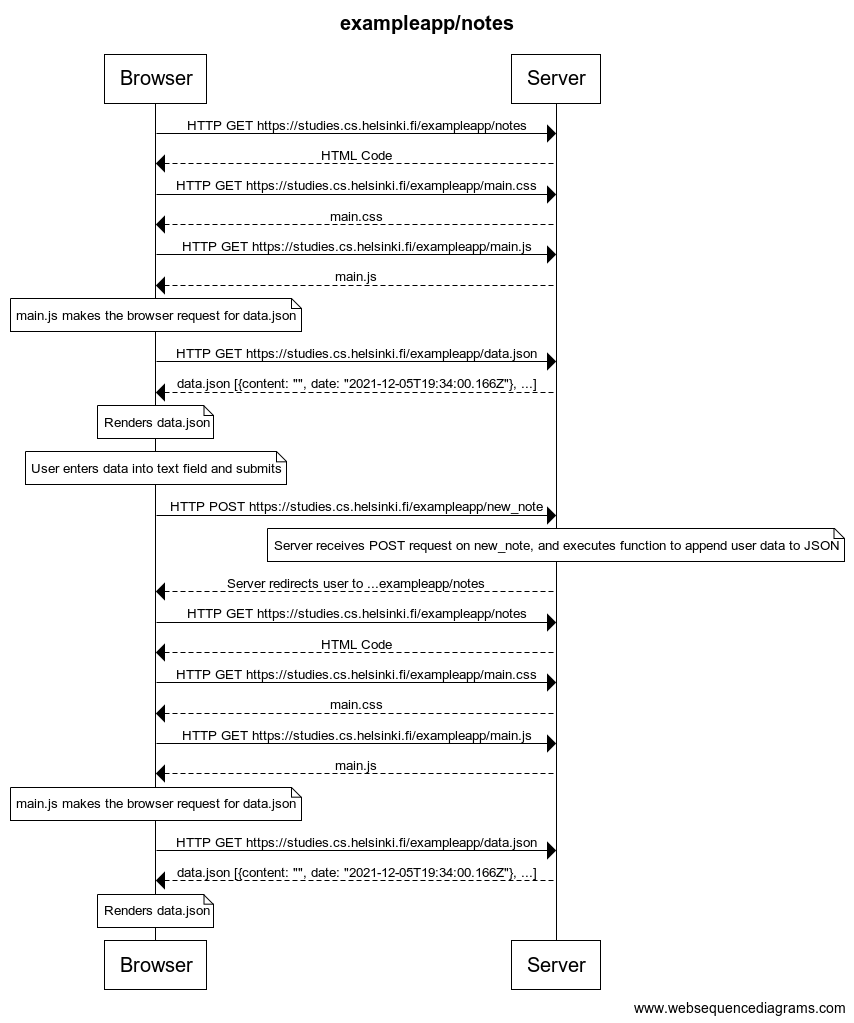 exampleapp/notes
Browser
Server
HTTP GET https://studies.cs.helsinki.fi/exampleapp/notes
HTML Code
HTTP GET https://studies.cs.helsinki.fi/exampleapp/main.css
main.css
HTTP GET https://studies.cs.helsinki.fi/exampleapp/main.js
main.js
main.js makes the browser request for data.json
HTTP GET https://studies.cs.helsinki.fi/exampleapp/data.json
data.json [{content: "", date: "2021-12-05T19:34:00.166Z"}, ...]
Renders data.json
User enters data into text field and submits
HTTP POST https://studies.cs.helsinki.fi/exampleapp/new_note
Server receives POST request on new_note, and executes function to append user data to JSON
Server redirects user to ...exampleapp/notes
HTTP GET https://studies.cs.helsinki.fi/exampleapp/notes
HTML Code
HTTP GET https://studies.cs.helsinki.fi/exampleapp/main.css
main.css
HTTP GET https://studies.cs.helsinki.fi/exampleapp/main.js
main.js
main.js makes the browser request for data.json
HTTP GET https://studies.cs.helsinki.fi/exampleapp/data.json
data.json [{content: "", date: "2021-12-05T19:34:00.166Z"}, ...]
Renders data.json
Browser
Server
www.websequencediagrams.com